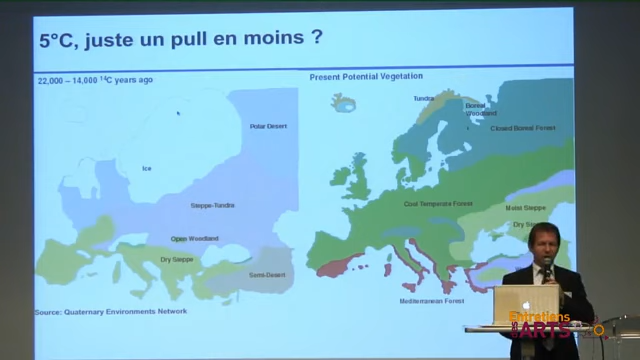 5°C, juste un pull en moins ?
22,000 – 14,000 ¹⁴C years ago
Present Potential Vegetation
Polar Desert
Ice
Steppe-Tundra
Open Woodland
Dry Steppe
Semi-Desert
Tundra
Boreal
Woodland
Closed Boreal Forest
Cool Temperate Forest
Moist Steppe
Mediterranean Forest
Source: Quaternary Environments Network
Entretiens
ARTS